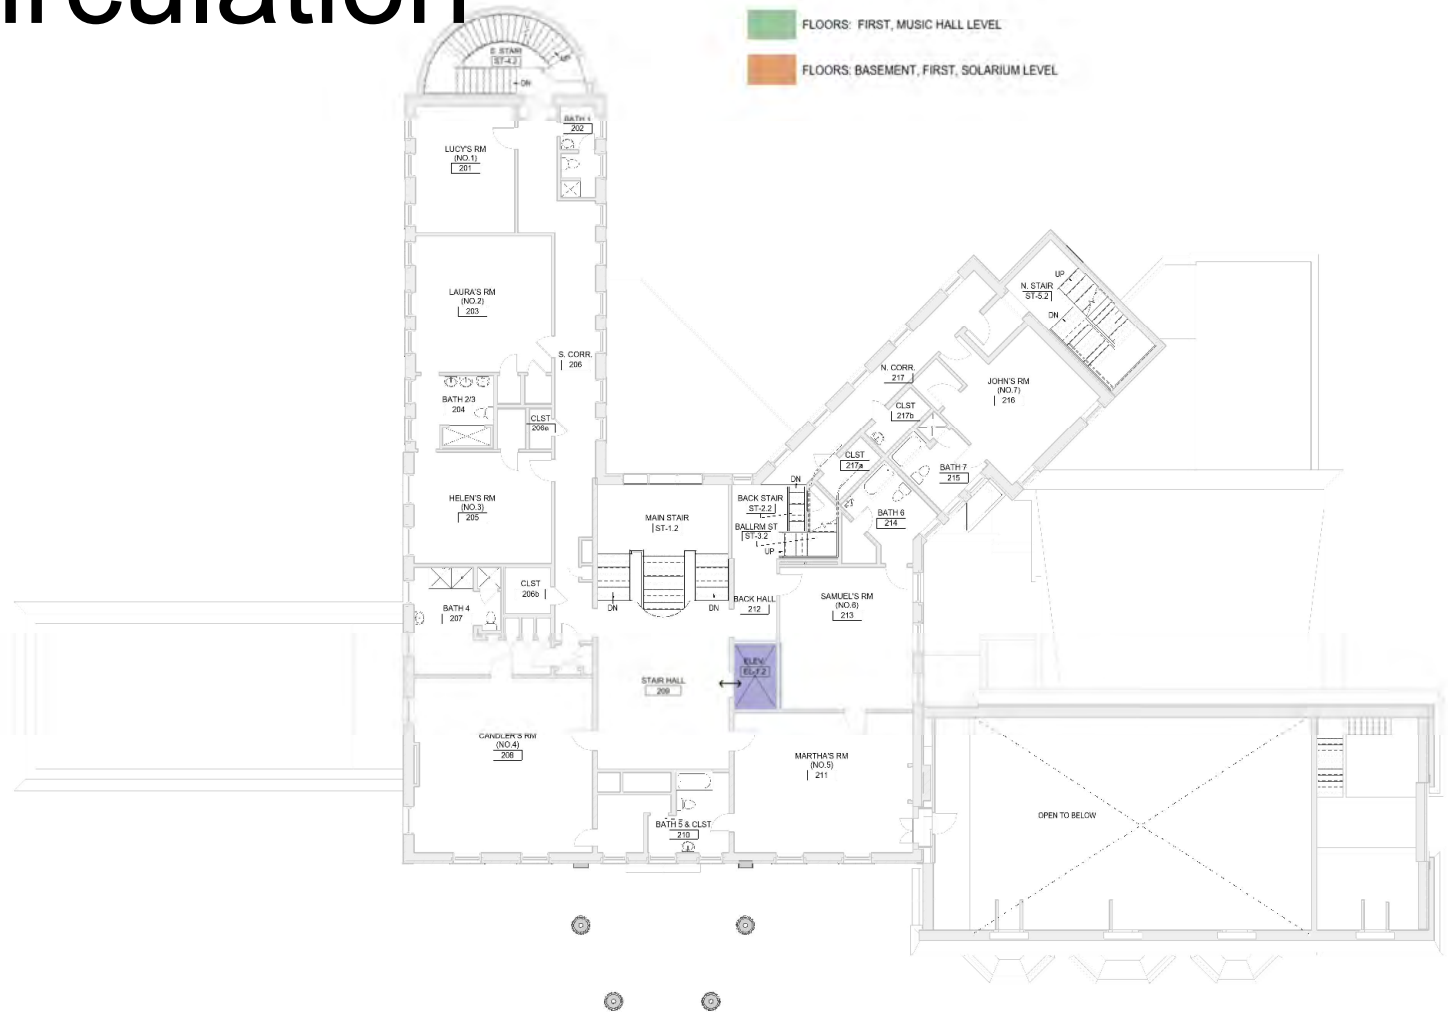 irculation
FLOORS: FIRST, MUSIC HALL LEVEL
FLOORS: BASEMENT, FIRST, SOLARIUM LEVEL
S. STAIR
ST-4.2
UP
DN
BATH 1
202
LUCY'S RM
(NO.1)
201
LAURA'S RM
(NO.2)
203
S. CORR.
206
BATH 2/3
204
CLST
206a
HELEN'S RM
(NO.3)
205
N. STAIR
ST-5.2
UP
DN
N. CORR.
217
JOHN'S RM
(NO.7)
216
CLST
217b
CLST
217a
BATH 7
215
DN
BACK STAIR
ST-2.2
BALLRM ST
ST-3.2
UP
BATH 6
214
MAIN STAIR
ST-1.2
DN
DN
CLST
206b
BATH 4
207
BACK HALL
212
SAMUEL'S RM
(NO.6)
213
ELEV.
STAIR HALL
209
CANDLER'S RM
(NO.4)
208
MARTHA'S RM
(NO.5)
211
BATH 5 & CLST
210
OPEN TO BELOW